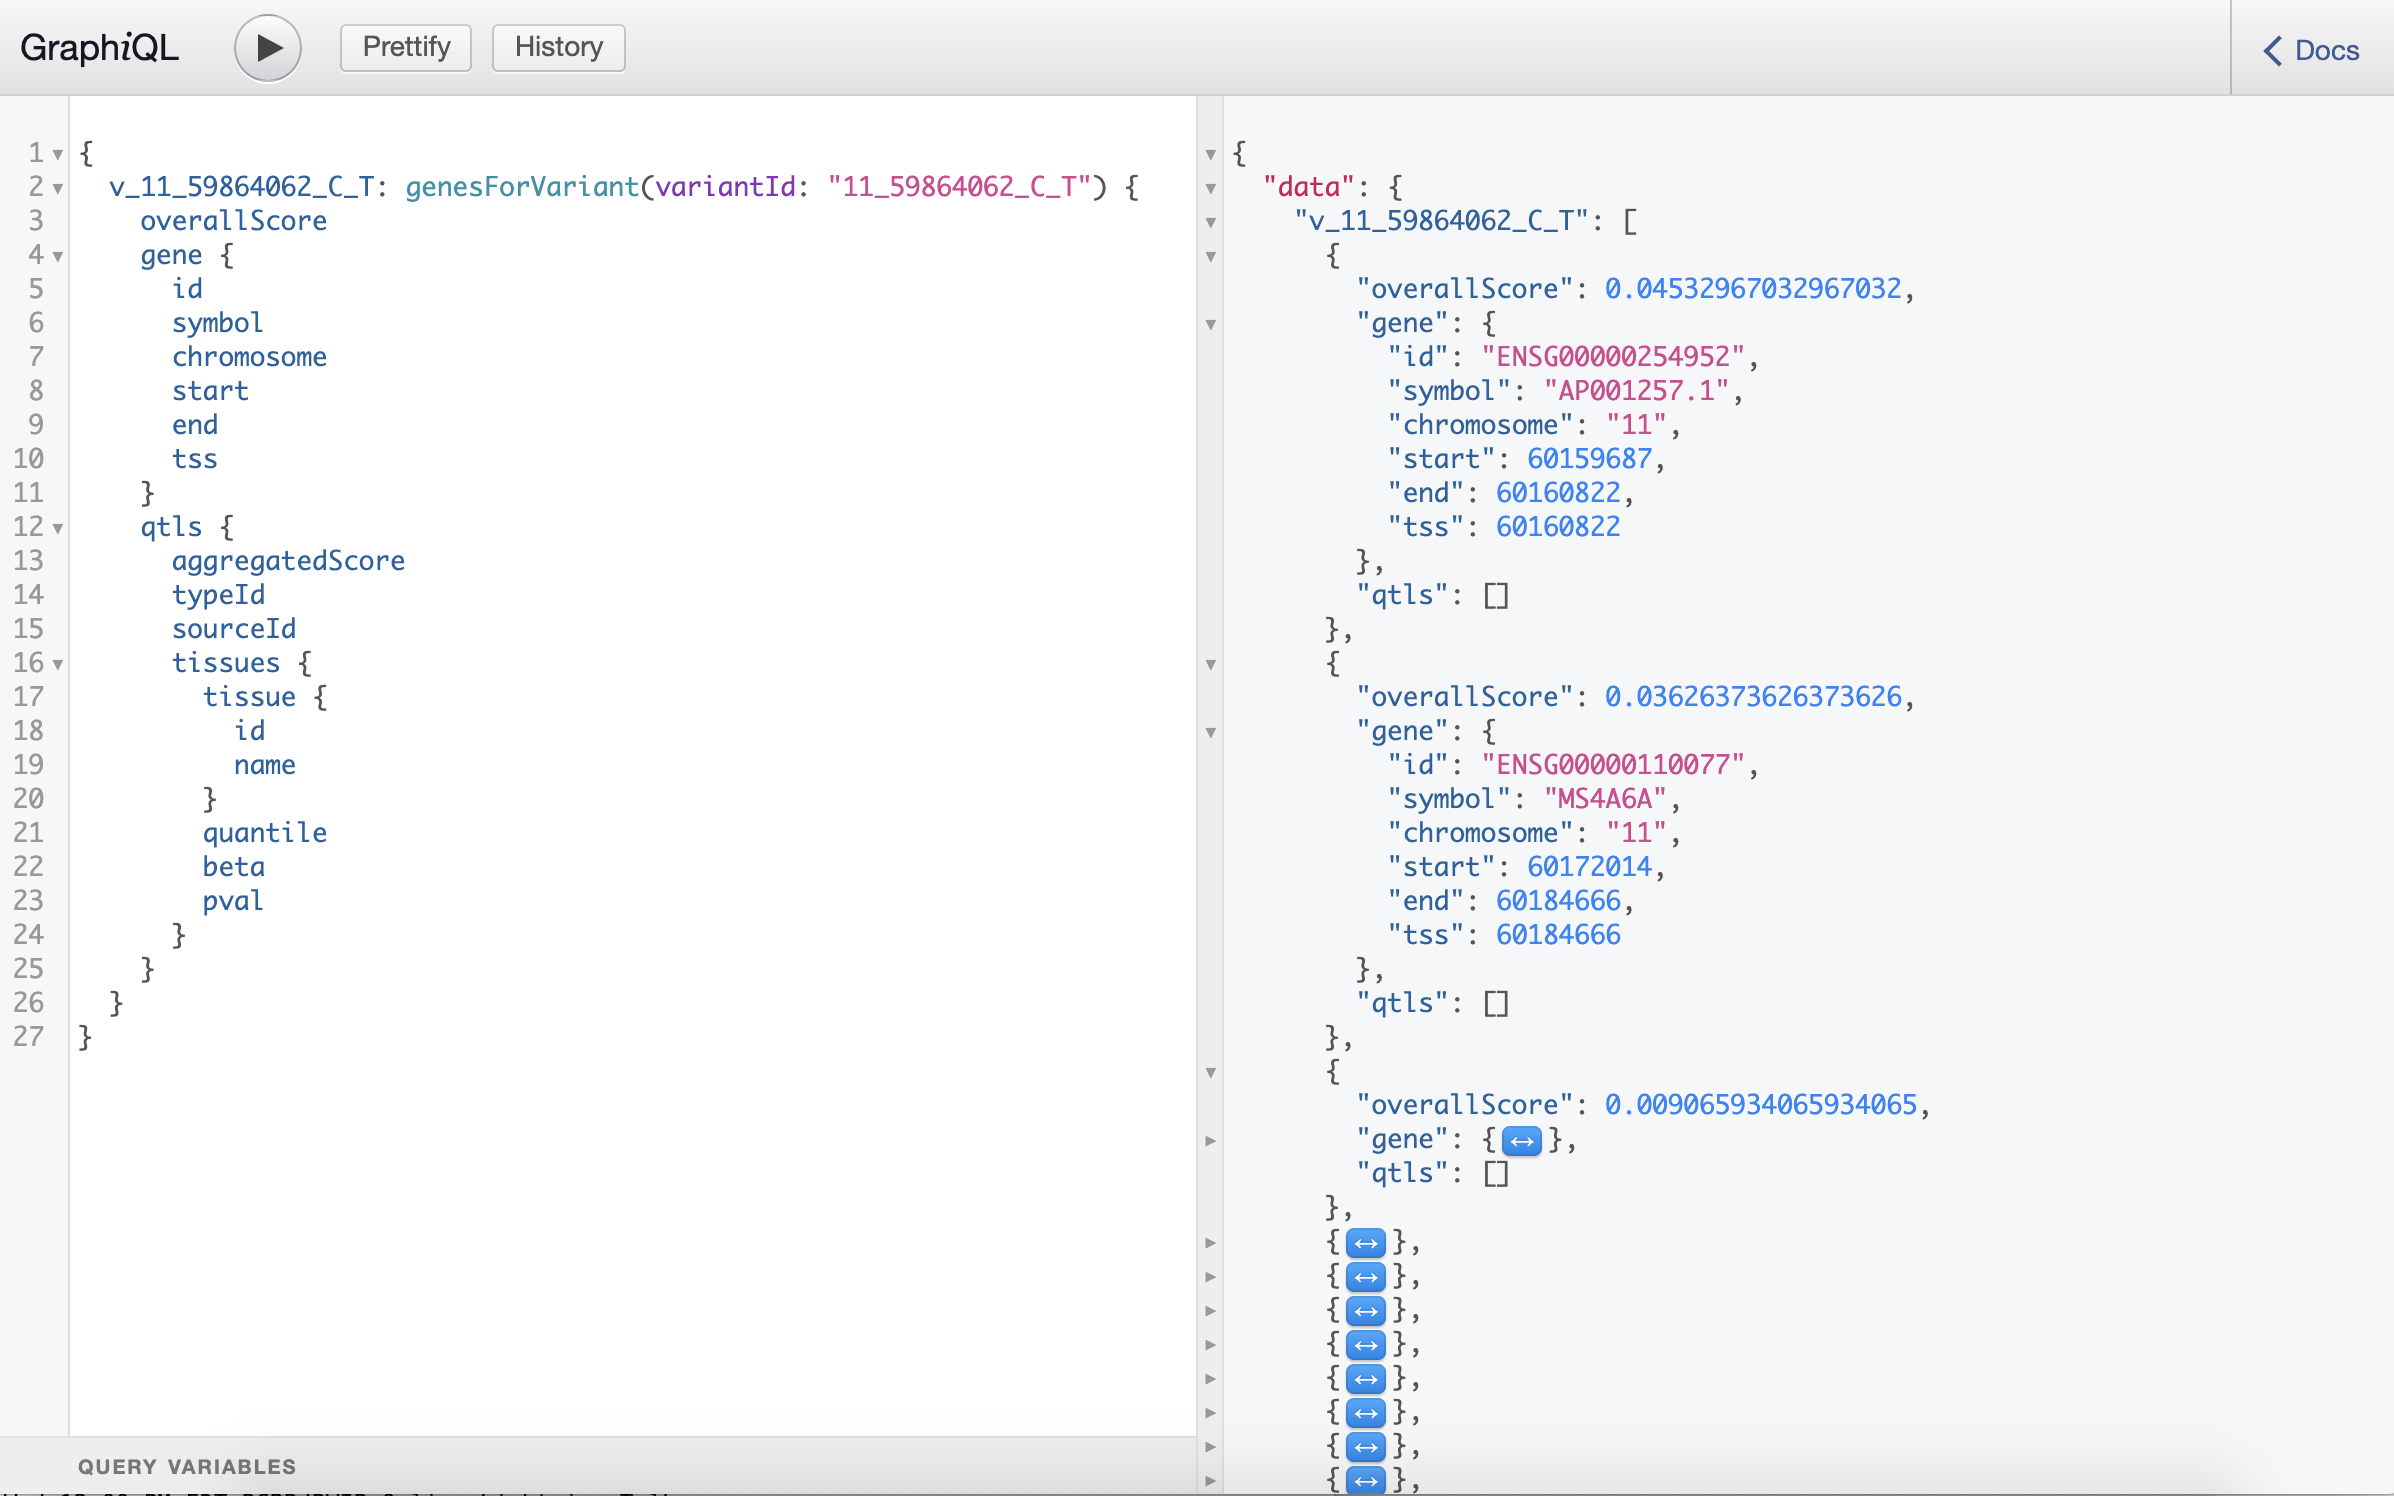 GraphiQL
Prettify
History
Docs
1 {
2 v_11_59864062_C_T: genesForVariant(variantId: "11_59864062_C_T") {
3 overallScore
4 gene {
5 id
6 symbol
7 chromosome
8 start
9 end
10 tss
11 }
12 qtls {
13 aggregatedScore
14 typeId
15 sourceId
16 tissues {
17 tissue {
18 id
19 name
20 }
21 quantile
22 beta
23 pval
24 }
25 }
26 }
27 }
QUERY VARIABLES
{
"data": {
"v_11_59864062_C_T": [
{
"overallScore": 0.04532967032967032,
"gene": {
"id": "ENSG00000254952",
"symbol": "AP001257.1",
"chromosome": "11",
"start": 60159687,
"end": 60160822,
"tss": 60160822
},
"qtls": []
},
{
"overallScore": 0.03626373626373626,
"gene": {
"id": "ENSG00000110077",
"symbol": "MS4A6A",
"chromosome": "11",
"start": 60172014,
"end": 60184666,
"tss": 60184666
},
"qtls": []
},
{
"overallScore": 0.009065934065934065,
"gene": {↔},
"qtls": []
},
{↔},
{↔},
{↔},
{↔},
{↔},
{↔},
{↔},
{↔},